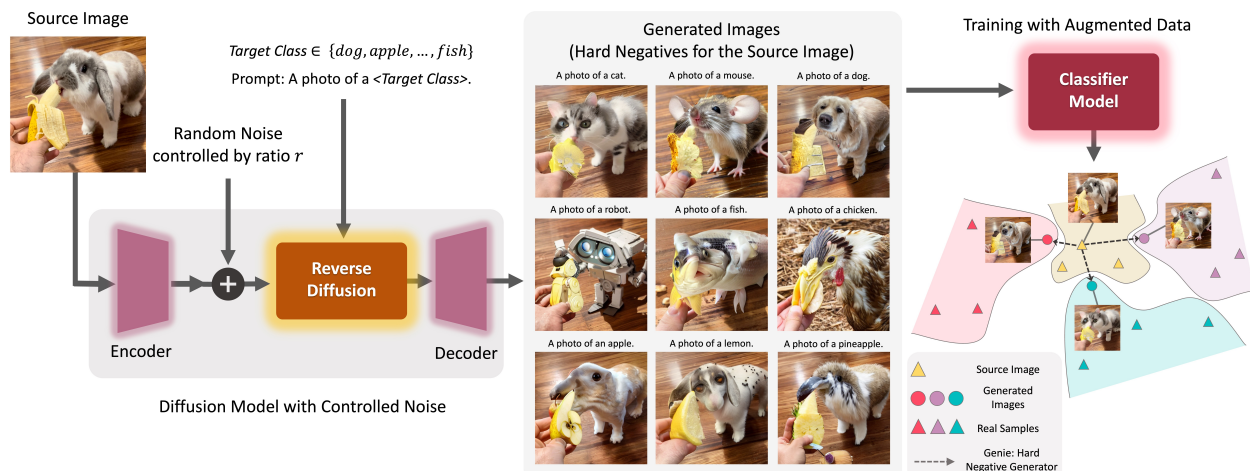 Source Image
Target Class ∈ {dog, apple, ..., fish}
Prompt: A photo of a <Target Class>.
Random Noise
controlled by ratio r
Encoder
+
Reverse
Diffusion
Decoder
Diffusion Model with Controlled Noise
Generated Images
(Hard Negatives for the Source Image)
A photo of a cat.
A photo of a mouse.
A photo of a dog.
A photo of a robot.
A photo of a fish.
A photo of a chicken.
A photo of an apple.
A photo of a lemon.
A photo of a pineapple.
Training with Augmented Data
Classifier
Model
Source Image
Generated
Images
Real Samples
Genie: Hard
Negative Generator